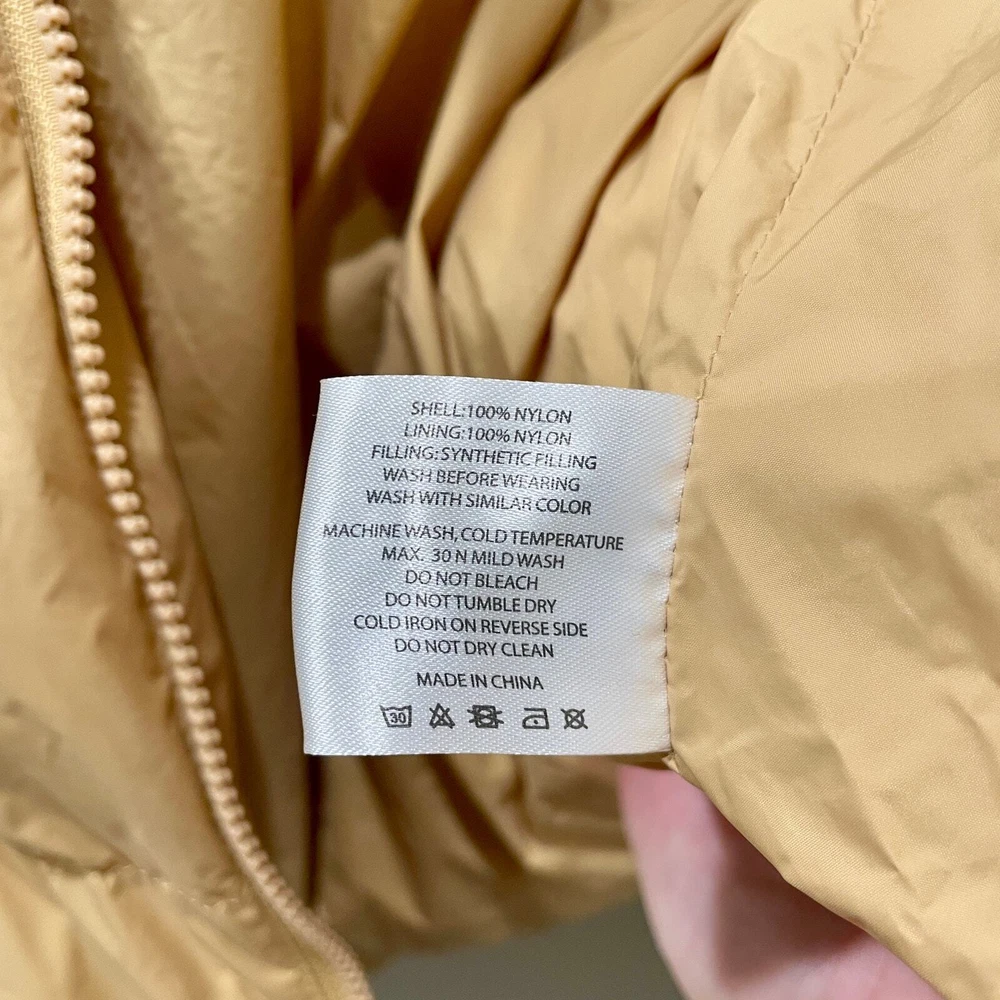 SHELL:100% NYLON
LINING:100% NYLON
FILLING: SYNTHETIC FILLING
WASH BEFORE WEARING
WASH WITH SIMILAR COLOR
MACHINE WASH, COLD TEMPERATURE
MAX. 30 N MILD WASH
DO NOT BLEACH
DO NOT TUMBLE DRY
COLD IRON ON REVERSE SIDE
DO NOT DRY CLEAN
MADE IN CHINA
30